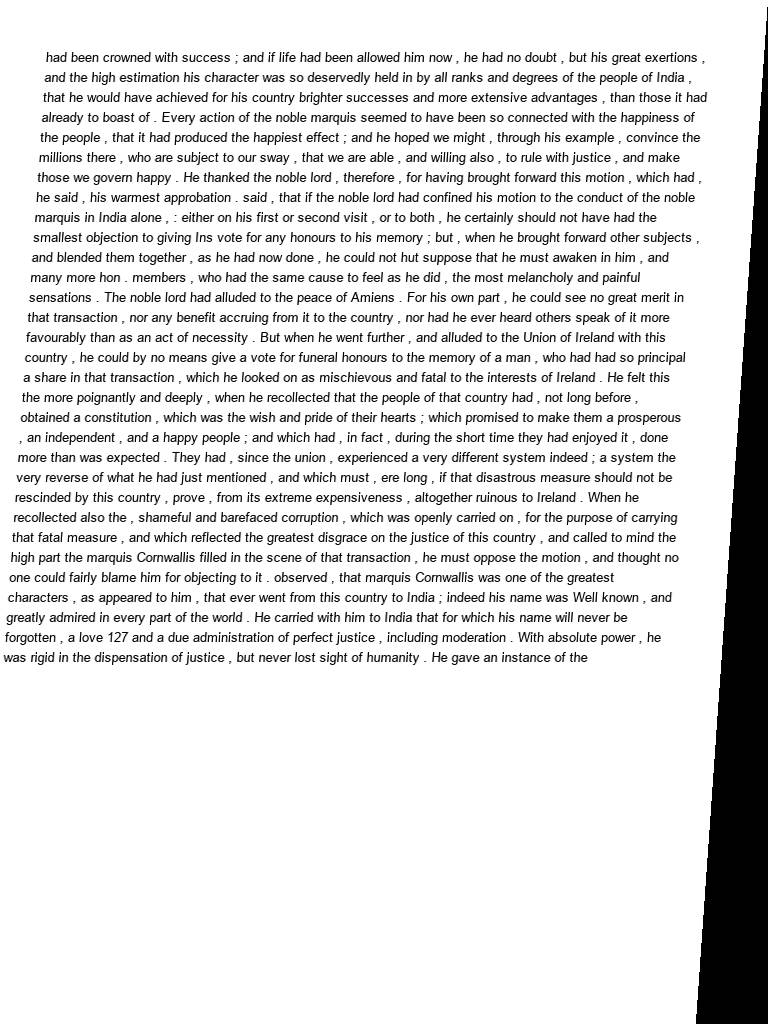 had been crowned with success ; and if life had been allowed him now , he had no doubt , but his great exertions ,
and the high estimation his character was so deservedly held in by all ranks and degrees of the people of India ,
that he would have achieved for his country brighter successes and more extensive advantages , than those it had
already to boast of . Every action of the noble marquis seemed to have been so connected with the happiness of
the people , that it had produced the happiest effect ; and he hoped we might , through his example , convince the
millions there , who are subject to our sway , that we are able , and willing also , to rule with justice , and make
those we govern happy . He thanked the noble lord , therefore , for having brought forward this motion , which had ,
he said , his warmest approbation . said , that if the noble lord had confined his motion to the conduct of the noble
marquis in India alone , : either on his first or second visit , or to both , he certainly should not have had the
smallest objection to giving Ins vote for any honours to his memory ; but , when he brought forward other subjects ,
and blended them together , as he had now done , he could not hut suppose that he must awaken in him , and
many more hon . members , who had the same cause to feel as he did , the most melancholy and painful
sensations . The noble lord had alluded to the peace of Amiens . For his own part , he could see no great merit in
that transaction , nor any benefit accruing from it to the country , nor had he ever heard others speak of it more
favourably than as an act of necessity . But when he went further , and alluded to the Union of Ireland with this
country , he could by no means give a vote for funeral honours to the memory of a man , who had had so principal
a share in that transaction , which he looked on as mischievous and fatal to the interests of Ireland . He felt this
the more poignantly and deeply , when he recollected that the people of that country had , not long before ,
obtained a constitution , which was the wish and pride of their hearts ; which promised to make them a prosperous
, an independent , and a happy people ; and which had , in fact , during the short time they had enjoyed it , done
more than was expected . They had , since the union , experienced a very different system indeed ; a system the
very reverse of what he had just mentioned , and which must , ere long , if that disastrous measure should not be
rescinded by this country , prove , from its extreme expensiveness , altogether ruinous to Ireland . When he
recollected also the , shameful and barefaced corruption , which was openly carried on , for the purpose of carrying
that fatal measure , and which reflected the greatest disgrace on the justice of this country , and called to mind the
high part the marquis Cornwallis filled in the scene of that transaction , he must oppose the motion , and thought no
one could fairly blame him for objecting to it . observed , that marquis Cornwallis was one of the greatest
characters , as appeared to him , that ever went from this country to India ; indeed his name was Well known , and
greatly admired in every part of the world . He carried with him to India that for which his name will never be
forgotten , a love 127 and a due administration of perfect justice , including moderation . With absolute power , he
was rigid in the dispensation of justice , but never lost sight of humanity . He gave an instance of the